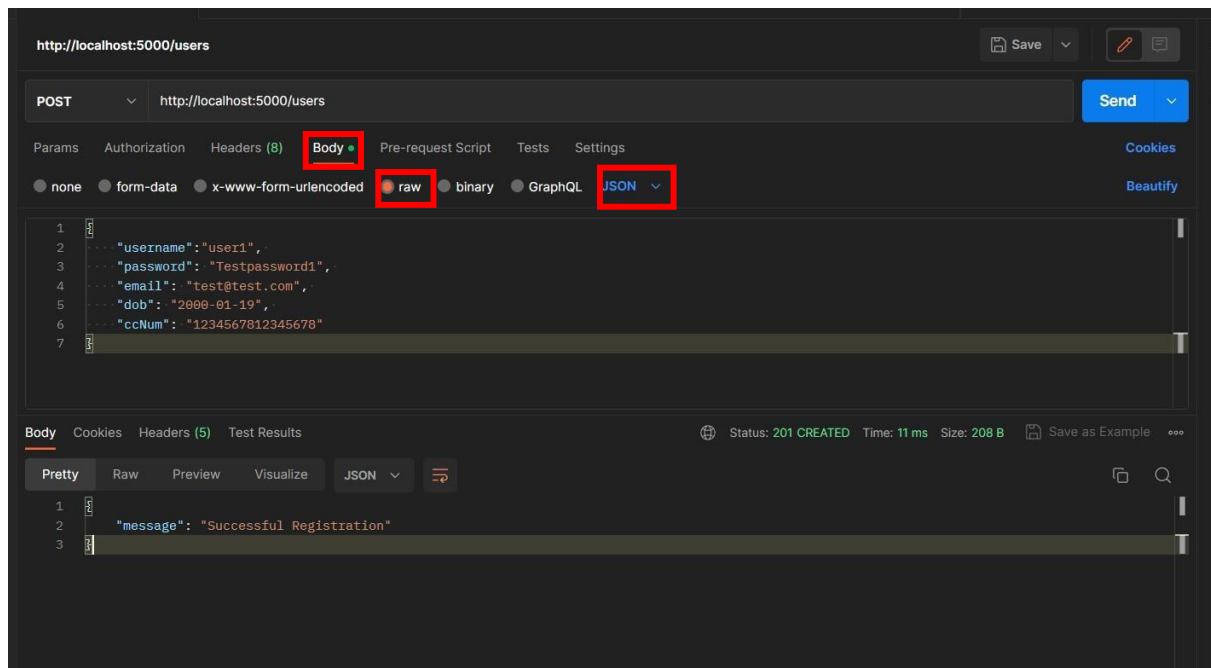 http://localhost:5000/users Save
POST http://localhost:5000/users Send
Params Authorization Headers (8) Body Pre-request Script Tests Settings Cookies
none form-data x-www-form-urlencoded raw binary GraphQL JSON Beautify
1 {
2 "username":"user1",
3 "password": "Testpassword1",
4 "email": "test@test.com",
5 "dob": "2000-01-19",
6 "ccNum": "1234567812345678"
7 }
Body Cookies Headers (5) Test Results Status: 201 CREATED Time: 11 ms Size: 208 B Save as Example
Pretty Raw Preview Visualize JSON
1 {
2 "message": "Successful Registration"
3 }